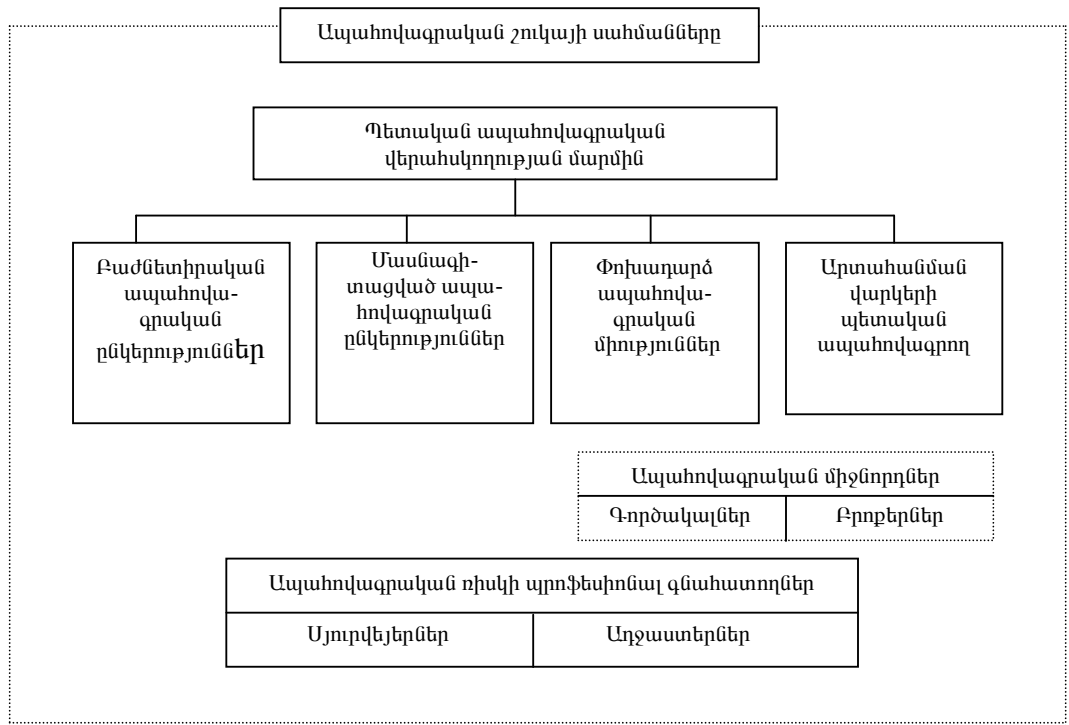 Ապահովագրական շուկայի սահմանները
Պետական ապահովագրական
վերահսկողության մարմին
Բաժնետիրական
ապահովա-
գրական
ընկերություններ
Մասնագի-
տացված ապա-
հովագրական
ընկերություններ
Փոխադարձ
ապահովա-
գրական
միություններ
Արտահանման
վարկերի
պետական
ապահովագրող
Ապահովագրական միջնորդներ
Գործակալներ
Բրոքերներ
Ապահովագրական ռիսկի պրոֆեսիոնալ գնահատողներ
Սյուրվեյերներ
Ադջաստերներ